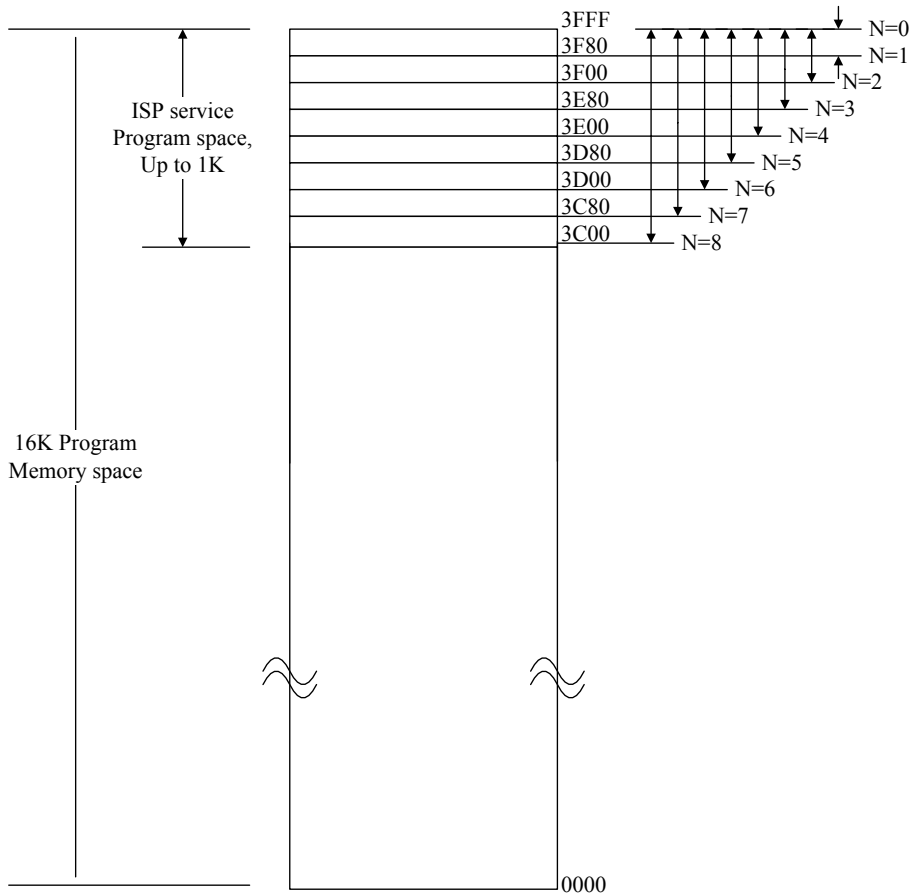 3FFF
N=0
3F80
N=1
3F00
N=2
3E80
N=3
ISP service
Program space,
Up to 1K
3E00
N=4
3D80
N=5
3D00
N=6
3C80
N=7
3C00
N=8
16K Program
Memory space
0000